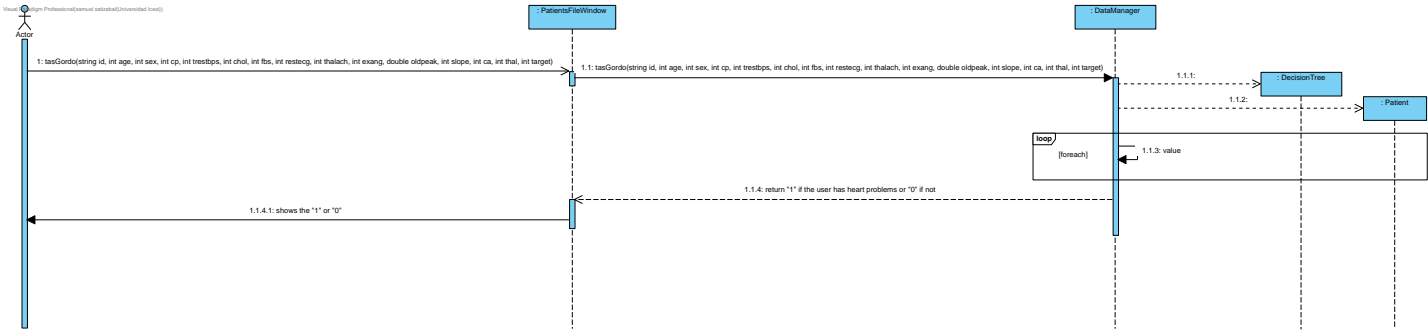 Visual Paradigm Professional(samuel.satizabal(Universidad Icesi))
: PatientsFileWindow
: DataManager
Actor
1: tasGordo(string id, int age, int sex, int cp, int trestbps, int chol, int fbs, int restecg, int thalach, int exang, double oldpeak, int slope, int ca, int thal, int target)
1.1: tasGordo(string id, int age, int sex, int cp, int trestbps, int chol, int fbs, int restecg, int thalach, int exang, double oldpeak, int slope, int ca, int thal, int target)
1.1.1:
: DecisionTree
1.1.2:
: Patient
loop
[foreach]
1.1.3: value
1.1.4: return "1" if the user has heart problems or "0" if not
1.1.4.1: shows the "1" or "0"